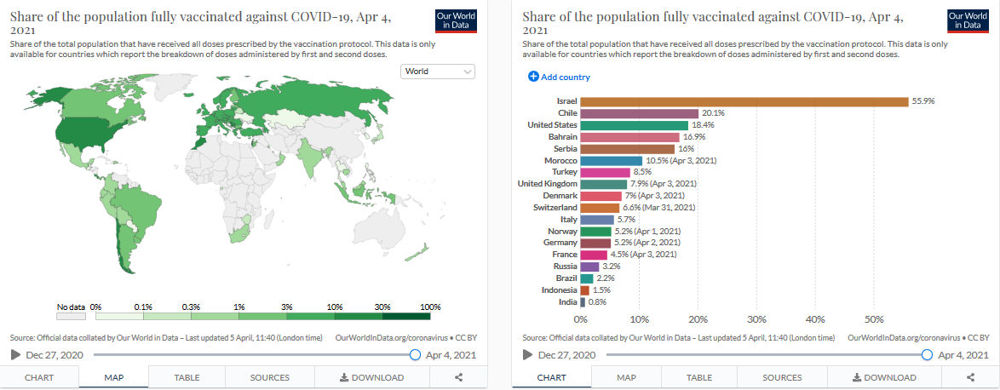 Share of the population fully vaccinated against COVID-19, Apr 4,
2021
Our World
in Data
Share of the total population that have received all doses prescribed by the vaccination protocol. This data is only
available for countries which report the breakdown of doses administered by first and second doses.
World
No data 0% 0.1% 0.3% 1% 3% 10% 30% 100%
Source: Official data collated by Our World in Data – Last updated 5 April, 11:40 (London time) OurWorldInData.org/coronavirus • CC BY
Dec 27, 2020 Apr 4, 2021
CHART MAP TABLE SOURCES DOWNLOAD
Share of the population fully vaccinated against COVID-19, Apr 4,
2021
Our World
in Data
Share of the total population that have received all doses prescribed by the vaccination protocol. This data is only
available for countries which report the breakdown of doses administered by first and second doses.
Add country
Israel 55.9%
Chile 20.1%
United States 18.4%
Bahrain 16.9%
Serbia 16%
Morocco 10.5% (Apr 3, 2021)
Turkey 8.5%
United Kingdom 7.9% (Apr 3, 2021)
Denmark 7% (Apr 3, 2021)
Switzerland 6.6% (Mar 31, 2021)
Italy 5.7%
Norway 5.2% (Apr 1, 2021)
Germany 5.2% (Apr 2, 2021)
France 4.5% (Apr 3, 2021)
Russia 3.2%
Brazil 2.2%
Indonesia 1.5%
India 0.8%
0% 10% 20% 30% 40% 50%
Source: Official data collated by Our World in Data – Last updated 5 April, 11:40 (London time) OurWorldInData.org/coronavirus • CC BY
Dec 27, 2020 Apr 4, 2021
CHART MAP TABLE SOURCES DOWNLOAD